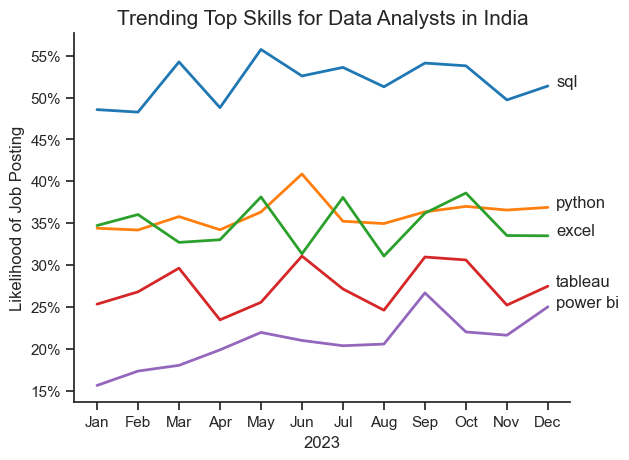 Trending Top Skills for Data Analysts in India
Likelihood of Job Posting
55%
50%
45%
40%
35%
30%
25%
20%
15%
sql
python
excel
tableau
power bi
Jan Feb Mar Apr May Jun Jul Aug Sep Oct Nov Dec
2023